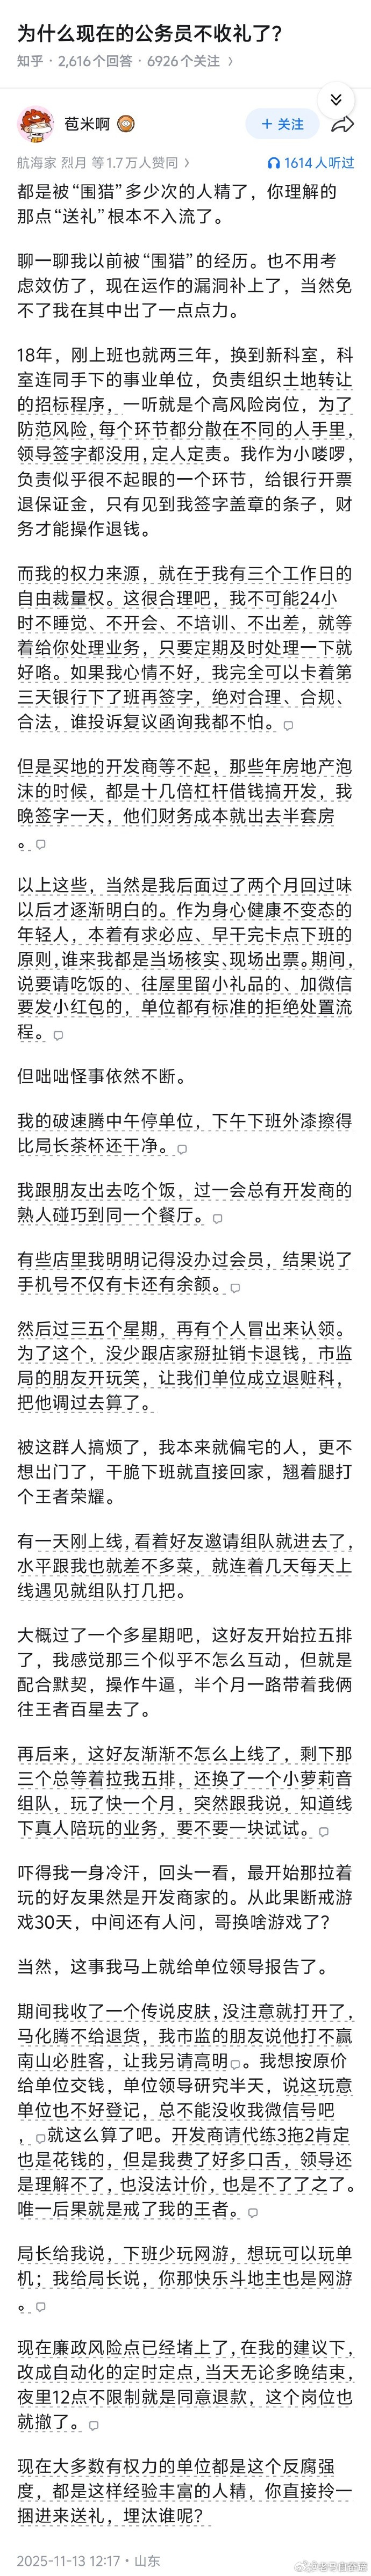 为什么现在的公务员不收礼了？
知乎 · 2,616个回答 · 6926个关注 >
苞米啊
+ 关注
航海家 烈月 等1.7万人赞同 >
1614人听过
都是被“围猎”多少次的人精了，你理解的
那点“送礼”根本不入流了。
聊一聊我以前被“围猎”的经历。也不用考
虑效仿了，现在运作的漏洞补上了，当然免
不了我在其中出了一点点力。
18年，刚上班也就两三年，换到新科室，科
室连同手下的事业单位，负责组织土地转让
的招标程序，一听就是个高风险岗位，为了
防范风险，每个环节都分散在不同的人手里，
领导签字都没用，定人定责。我作为小喽啰，
负责似乎很不起眼的一个环节，给银行开票
退保证金，只有见到我签字盖章的条子，财
务才能操作退钱。
而我的权力来源，就在于我有三个工作日的
自由裁量权。这很合理吧，我不可能24小
时不睡觉、不开会、不培训、不出差，就等
着给你处理业务，只要定期及时处理一下就
好咯。如果我心情不好，我完全可以卡着第
三天银行下了班再签字，绝对合理、合规、
合法，谁投诉复议函询我都不怕。
但是买地的开发商等不起，那些年房地产泡
沫的时候，都是十几倍杠杆借钱搞开发，我
晚签字一天，他们财务成本就出去半套房
。
以上这些，当然是我后面过了两个月回过味
以后才逐渐明白的。作为身心健康不变态的
年轻人，本着有求必应、早干完卡点下班的
原则，谁来我都是当场核实、现场出票。期间，
说要请吃饭的、往屋里留小礼品的、加微信
要发小红包的，单位都有标准的拒绝处置流
程。
但咄咄怪事依然不断。
我的破速腾中午停单位，下午下班外漆擦得
比局长茶杯还干净。
我跟朋友出去吃个饭，过一会总有开发商的
熟人碰巧到同一个餐厅。
有些店里我明明记得没办过会员，结果说了
手机号不仅有卡还有余额。
然后过三五个星期，再有个人冒出来认领。
为了这个，没少跟店家掰扯销卡退钱，市监
局的朋友开玩笑，让我们单位成立退赃科，
把他调过去算了。
被这群人搞烦了，我本来就偏宅的人，更不
想出门了，干脆下班就直接回家，翘着腿打
个王者荣耀。
有一天刚上线，看着好友邀请组队就进去了，
水平跟我也就差不多菜，就连着几天每天上
线遇见就组队打几把。
大概过了一个多星期吧，这好友开始拉五排
了，我感觉那三个似乎不怎么互动，但就是
配合默契，操作牛逼，半个月一路带着我俩
往王者百星去了。
再后来，这好友渐渐不怎么上线了，剩下那
三个总等着拉我五排，还换了一个小萝莉音
组队，玩了快一个月，突然跟我说，知道线
下真人陪玩的业务，要不要一块试试。
吓得我一身冷汗，回头一看，最开始那拉着
玩的好友果然是开发商家的。从此果断戒游
戏30天，中间还有人问，哥换啥游戏了？
当然，这事我马上就给单位领导报告了。
期间我收了一个传说皮肤，没注意就打开了，
马化腾不给退货，我市监的朋友说他打不赢
南山必胜客，让我另请高明。我想按原价
给单位交钱，单位领导研究半天，说这玩意
单位也不好登记，总不能没收我微信号吧
，就这么算了吧。开发商请代练3拖2肯定
也是花钱的，但是我费了好多口舌，领导还
是理解不了，也没法计价，也是不了了之了。
唯一后果就是戒了我的王者。
局长给我说，下班少玩网游，想玩可以玩单
机；我给局长说，你那快乐斗地主也是网游
。
现在廉政风险点已经堵上了，在我的建议下，
改成自动化的定时定点，当天无论多晚结束，
夜里12点不限制就是同意退款，这个岗位也
就撤了。
现在大多数有权力的单位都是这个反腐强
度，都是这样经验丰富的人精，你直接拎一
捆进来送礼，埋汰谁呢？
2025-11-13 12:17 · 山东